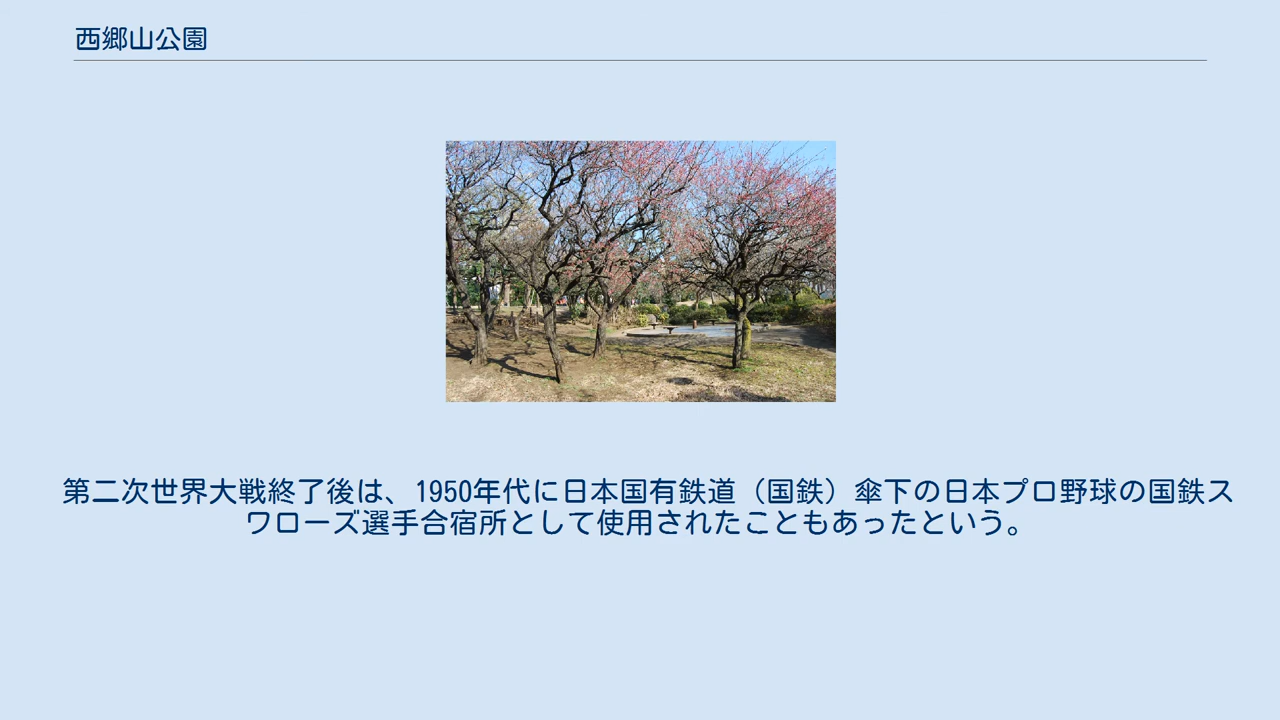 西郷山公園
第二次世界大戦終了後は、1950年代に日本国有鉄道（国鉄）傘下の日本プロ野球の国鉄ス
ワローズ選手合宿所として使用されたこともあったという。